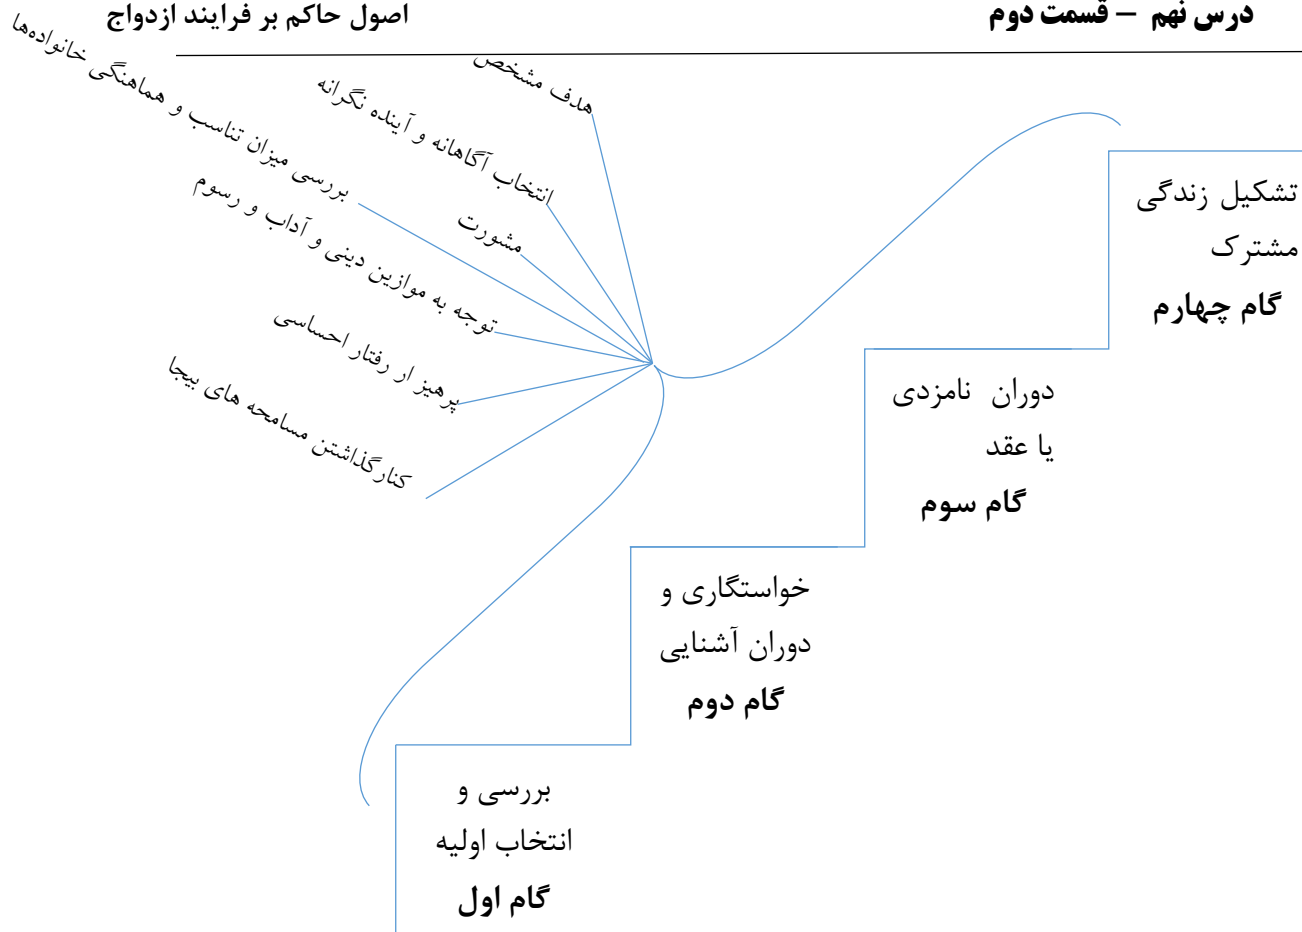 درس نهم – قسمت دوم
اصول حاکم بر فرایند ازدواج
هدف مشخص
انتخاب آگاهانه و آینده نگرانه
مشورت
بررسی میزان تناسب و هماهنگی خانواده‌ها
توجه به موازین دینی و آداب و رسوم
پرهیز ار رفتار احساسی
کنارگذاشتن مسامحه های بیجا
تشکیل زندگی
مشترک
گام چهارم
دوران نامزدی
یا عقد
گام سوم
خواستگاری و
دوران آشنایی
گام دوم
بررسی و
انتخاب اولیه
گام اول